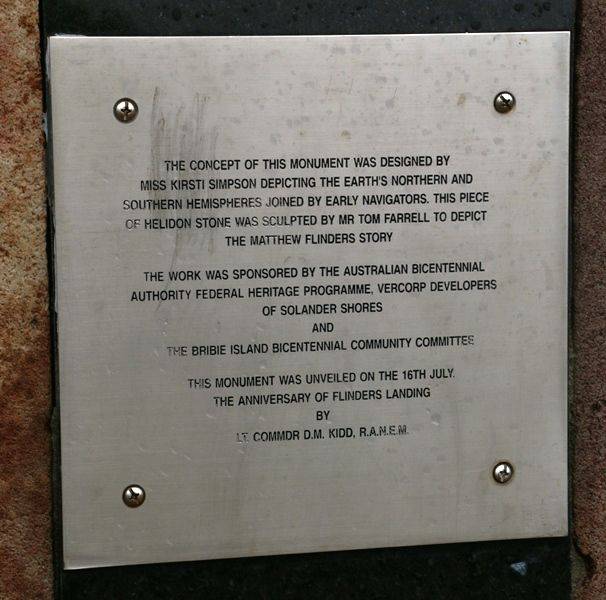 THE CONCEPT OF THIS MONUMENT WAS DESIGNED BY
MISS KIRSTI SIMPSON DEPICTING THE EARTH'S NORTHERN AND
SOUTHERN HEMISPHERES JOINED BY EARLY NAVIGATORS. THIS PIECE
OF HELIDON STONE WAS SCULPTED BY MR TOM FARRELL TO DEPICT
THE MATTHEW FLINDERS STORY
THE WORK WAS SPONSORED BY THE AUSTRALIAN BICENTENNIAL
AUTHORITY FEDERAL HERITAGE PROGRAMME, VERCORP DEVELOPERS
OF SOLANDER SHORES
AND
THE BRIBIE ISLAND BICENTENNIAL COMMUNITY COMMITTEE
THIS MONUMENT WAS UNVEILED ON THE 16TH JULY.
THE ANNIVERSARY OF FLINDERS LANDING
BY
LT. COMMDR D.M. KIDD, R.A.N.E.M.